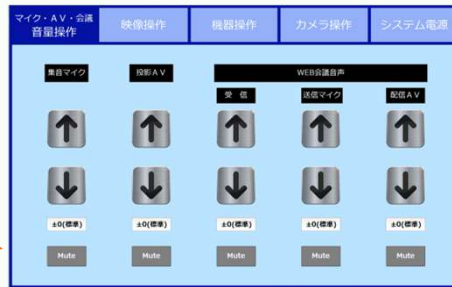 マイク・AV・会議
音量操作
映像操作
機器操作
カメラ操作
システム電源
集音マイク
投影AV
WEB会議音声
受 信
送信マイク
配信AV
±0(標準)
±0(標準)
±0(標準)
±0(標準)
±0(標準)
Mute
Mute
Mute
Mute
Mute